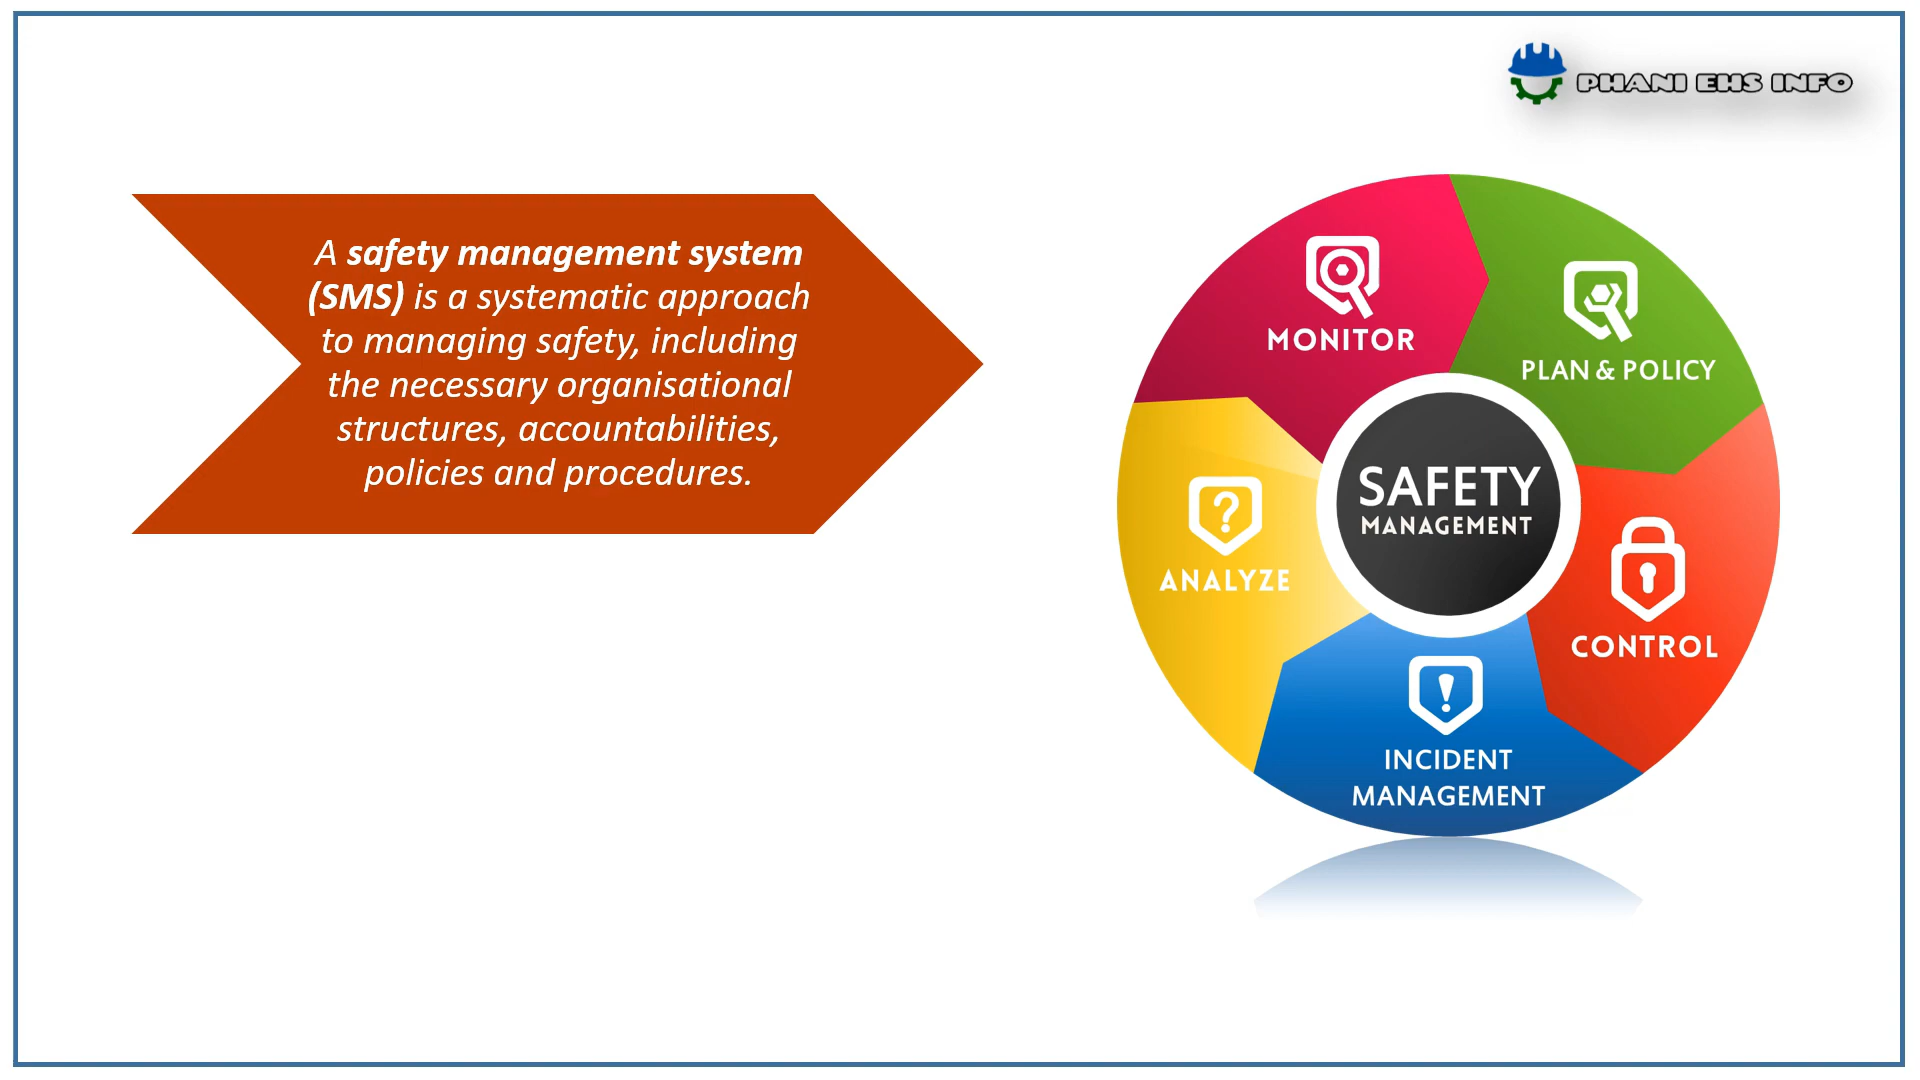 PHANI EHS INFO
A safety management system
(SMS) is a systematic approach
to managing safety, including
the necessary organisational
structures, accountabilities,
policies and procedures.
MONITOR
PLAN & POLICY
SAFETY
MANAGEMENT
ANALYZE
CONTROL
INCIDENT
MANAGEMENT